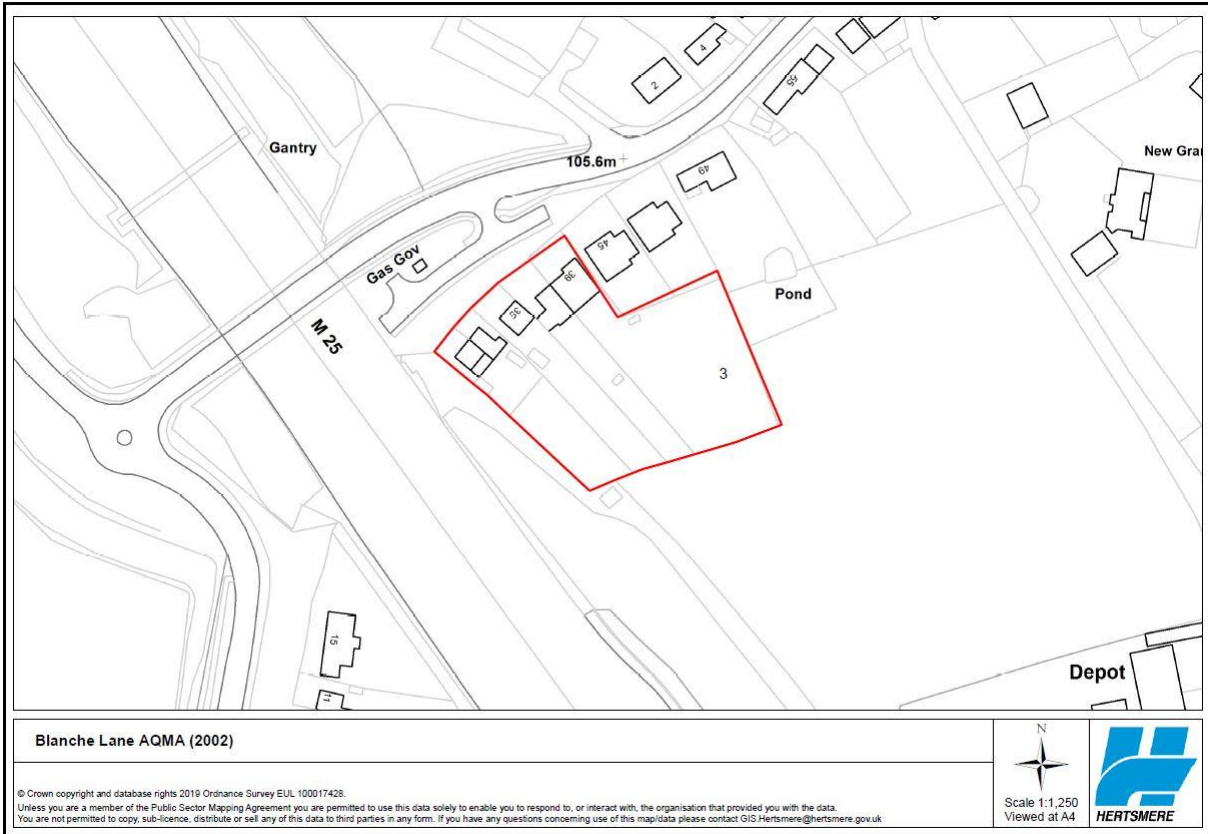 4
2
55
Gantry
105.6m
New Gra
49
Gas Gov
45
39
Pond
35
M 25
3
15
11
Depot
Blanche Lane AQMA (2002)
N
© Crown copyright and database rights 2019 Ordnance Survey EUL 100017428.
Unless you are a member of the Public Sector Mapping Agreement you are permitted to use this data solely to enable you to respond to, or interact with, the organisation that provided you with the data.
You are not permitted to copy, sub-licence, distribute or sell any of this data to third parties in any form. If you have any questions concerning use of this map/data please contact GIS.Hertsmere@hertsmere.gov.uk
Scale 1:1,250
Viewed at A4
HERTSMERE